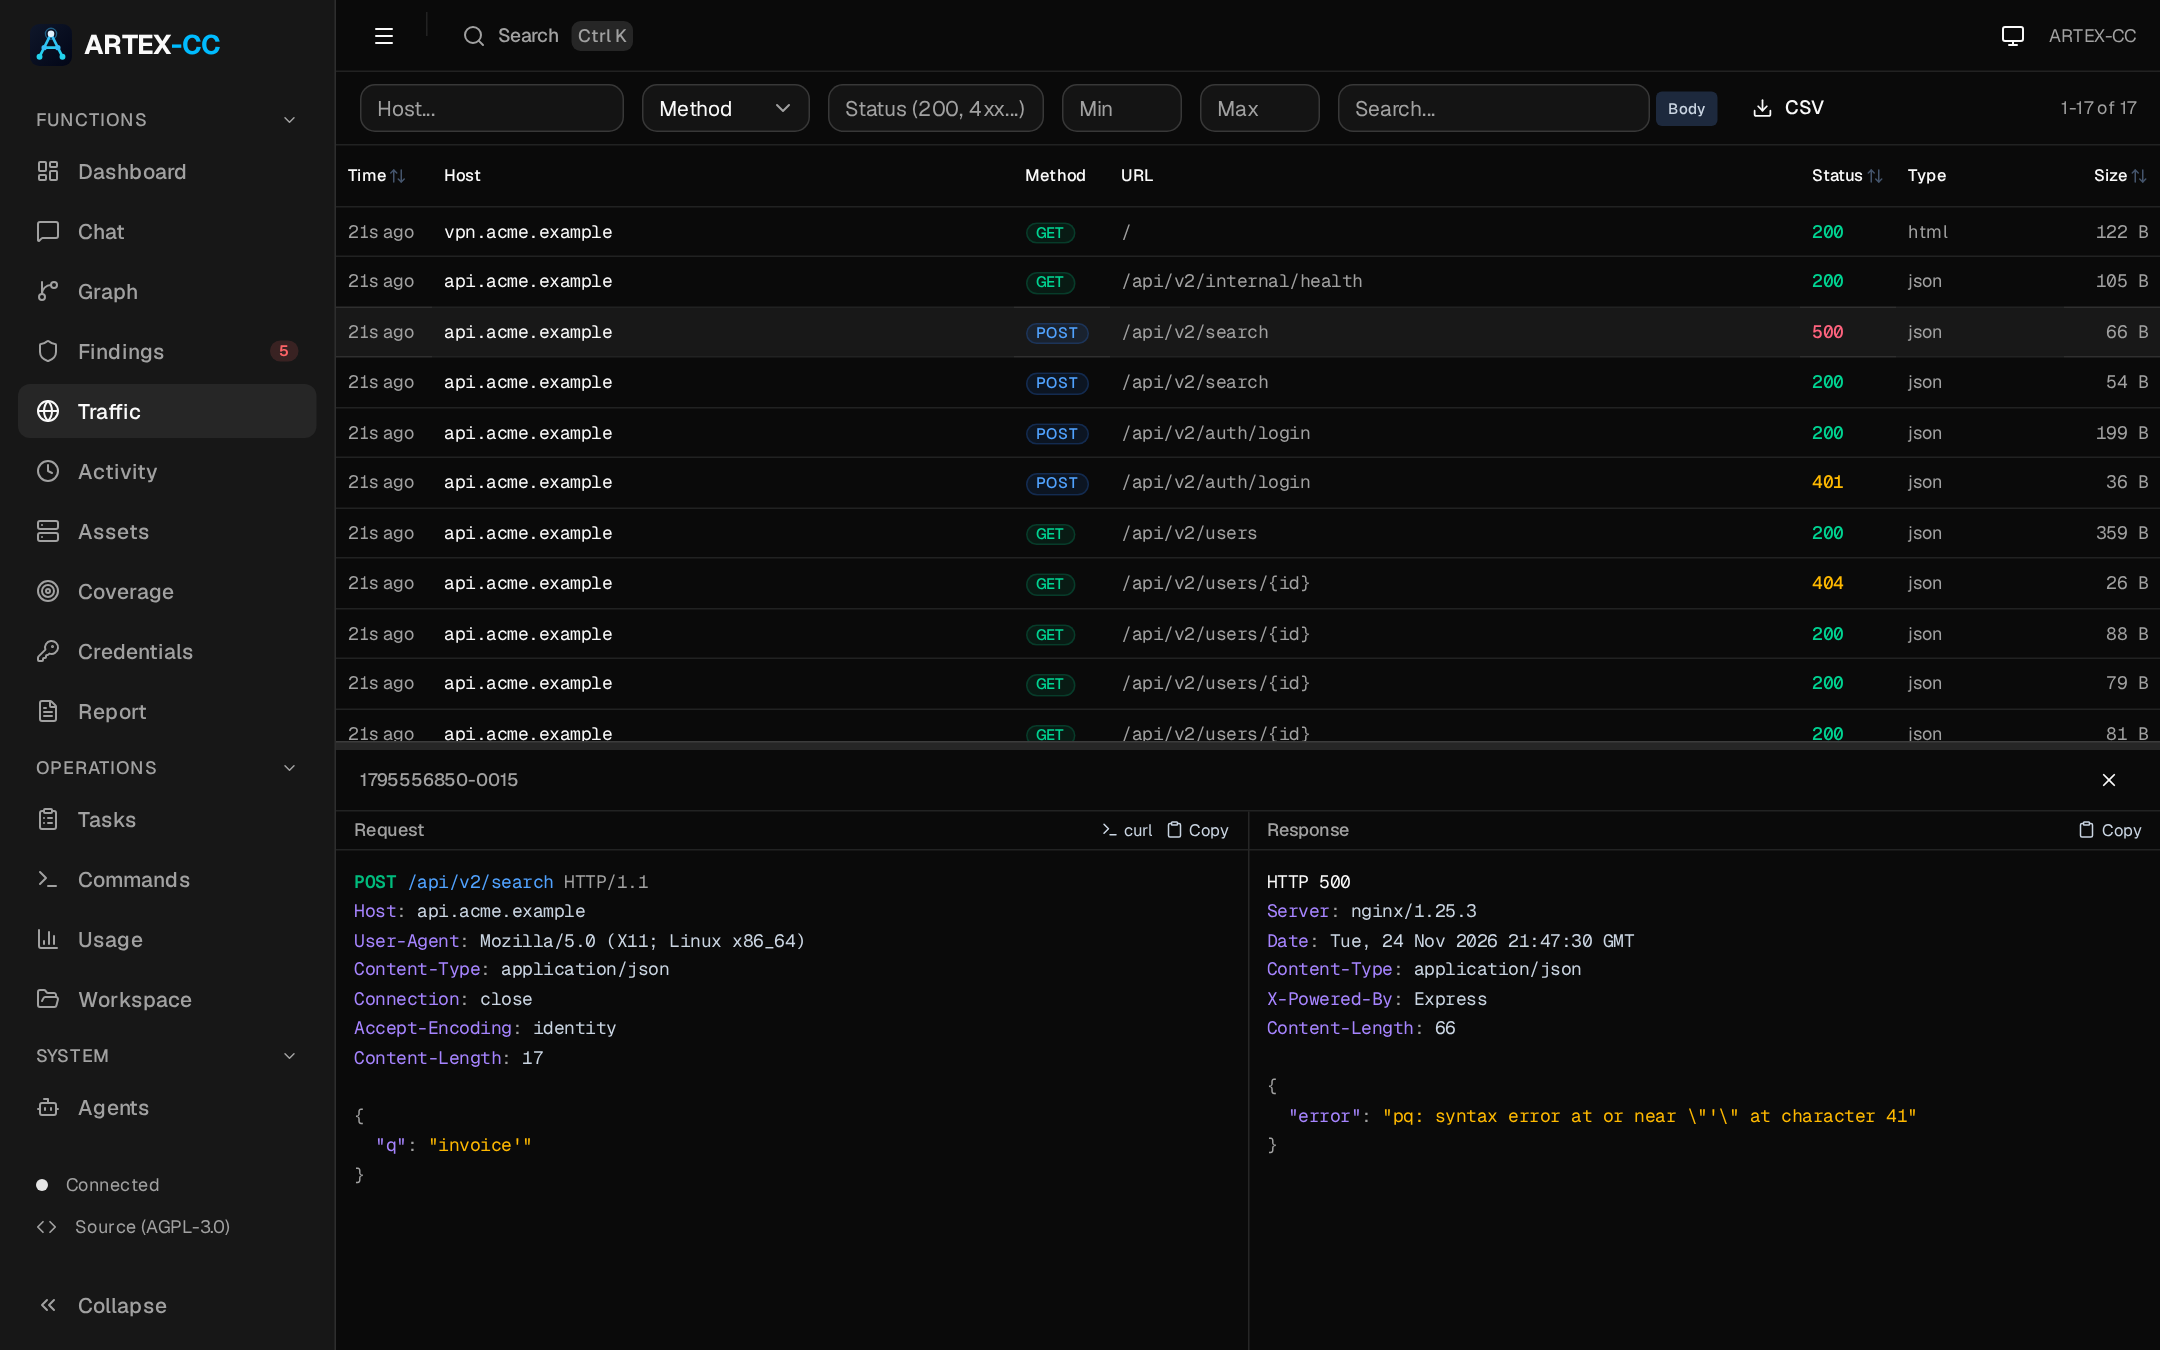 ARTEX-CC
FUNCTIONS
Dashboard
Chat
Graph
Findings 5
Traffic
Activity
Assets
Coverage
Credentials
Report
OPERATIONS
Tasks
Commands
Usage
Workspace
SYSTEM
Agents
Connected
Source (AGPL-3.0)
Collapse
Search Ctrl K
ARTEX-CC
Host... Method Status (200, 4xx...) Min Max Search... Body CSV 1-17 of 17
Time Host Method URL Status Type Size
21s ago vpn.acme.example GET / 200 html 122 B
21s ago api.acme.example GET /api/v2/internal/health 200 json 105 B
21s ago api.acme.example POST /api/v2/search 500 json 66 B
21s ago api.acme.example POST /api/v2/search 200 json 54 B
21s ago api.acme.example POST /api/v2/auth/login 200 json 199 B
21s ago api.acme.example POST /api/v2/auth/login 401 json 36 B
21s ago api.acme.example GET /api/v2/users 200 json 359 B
21s ago api.acme.example GET /api/v2/users/{id} 404 json 26 B
21s ago api.acme.example GET /api/v2/users/{id} 200 json 88 B
21s ago api.acme.example GET /api/v2/users/{id} 200 json 79 B
21s ago api.acme.example GET /api/v2/users/{id} 200 json 81 B
1795556850-0015
Request curl Copy
POST /api/v2/search HTTP/1.1
Host: api.acme.example
User-Agent: Mozilla/5.0 (X11; Linux x86_64)
Content-Type: application/json
Connection: close
Accept-Encoding: identity
Content-Length: 17
{
"q": "invoice'"
}
Response Copy
HTTP 500
Server: nginx/1.25.3
Date: Tue, 24 Nov 2026 21:47:30 GMT
Content-Type: application/json
X-Powered-By: Express
Content-Length: 66
{
"error": "pq: syntax error at or near \"'\" at character 41"
}